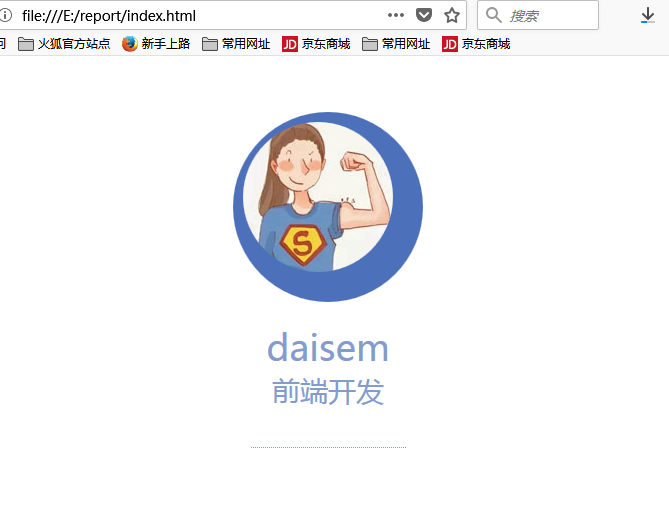 file:///E:/report/index.html
搜索
问 火狐官方站点 新手上路 常用网址 JD 京东商城 常用网址 JD 京东商城
S
daisem
前端开发